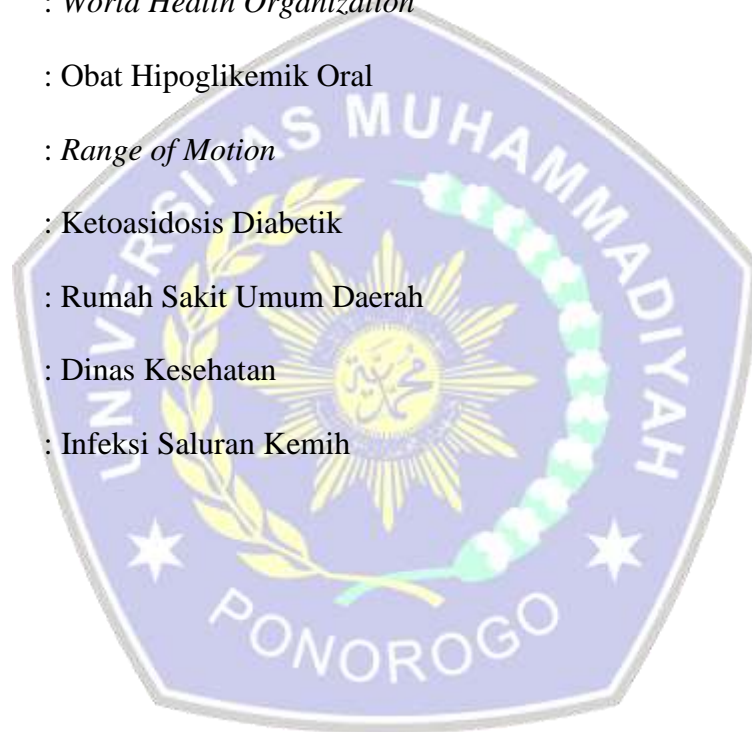 : World Health Organization
: Obat Hipoglikemik Oral
: Range of Motion
: Ketoasidosis Diabetik
: Rumah Sakit Umum Daerah
: Dinas Kesehatan
: Infeksi Saluran Kemih
UNIVERSITAS MUHAMMADIYAH
PONOROGO